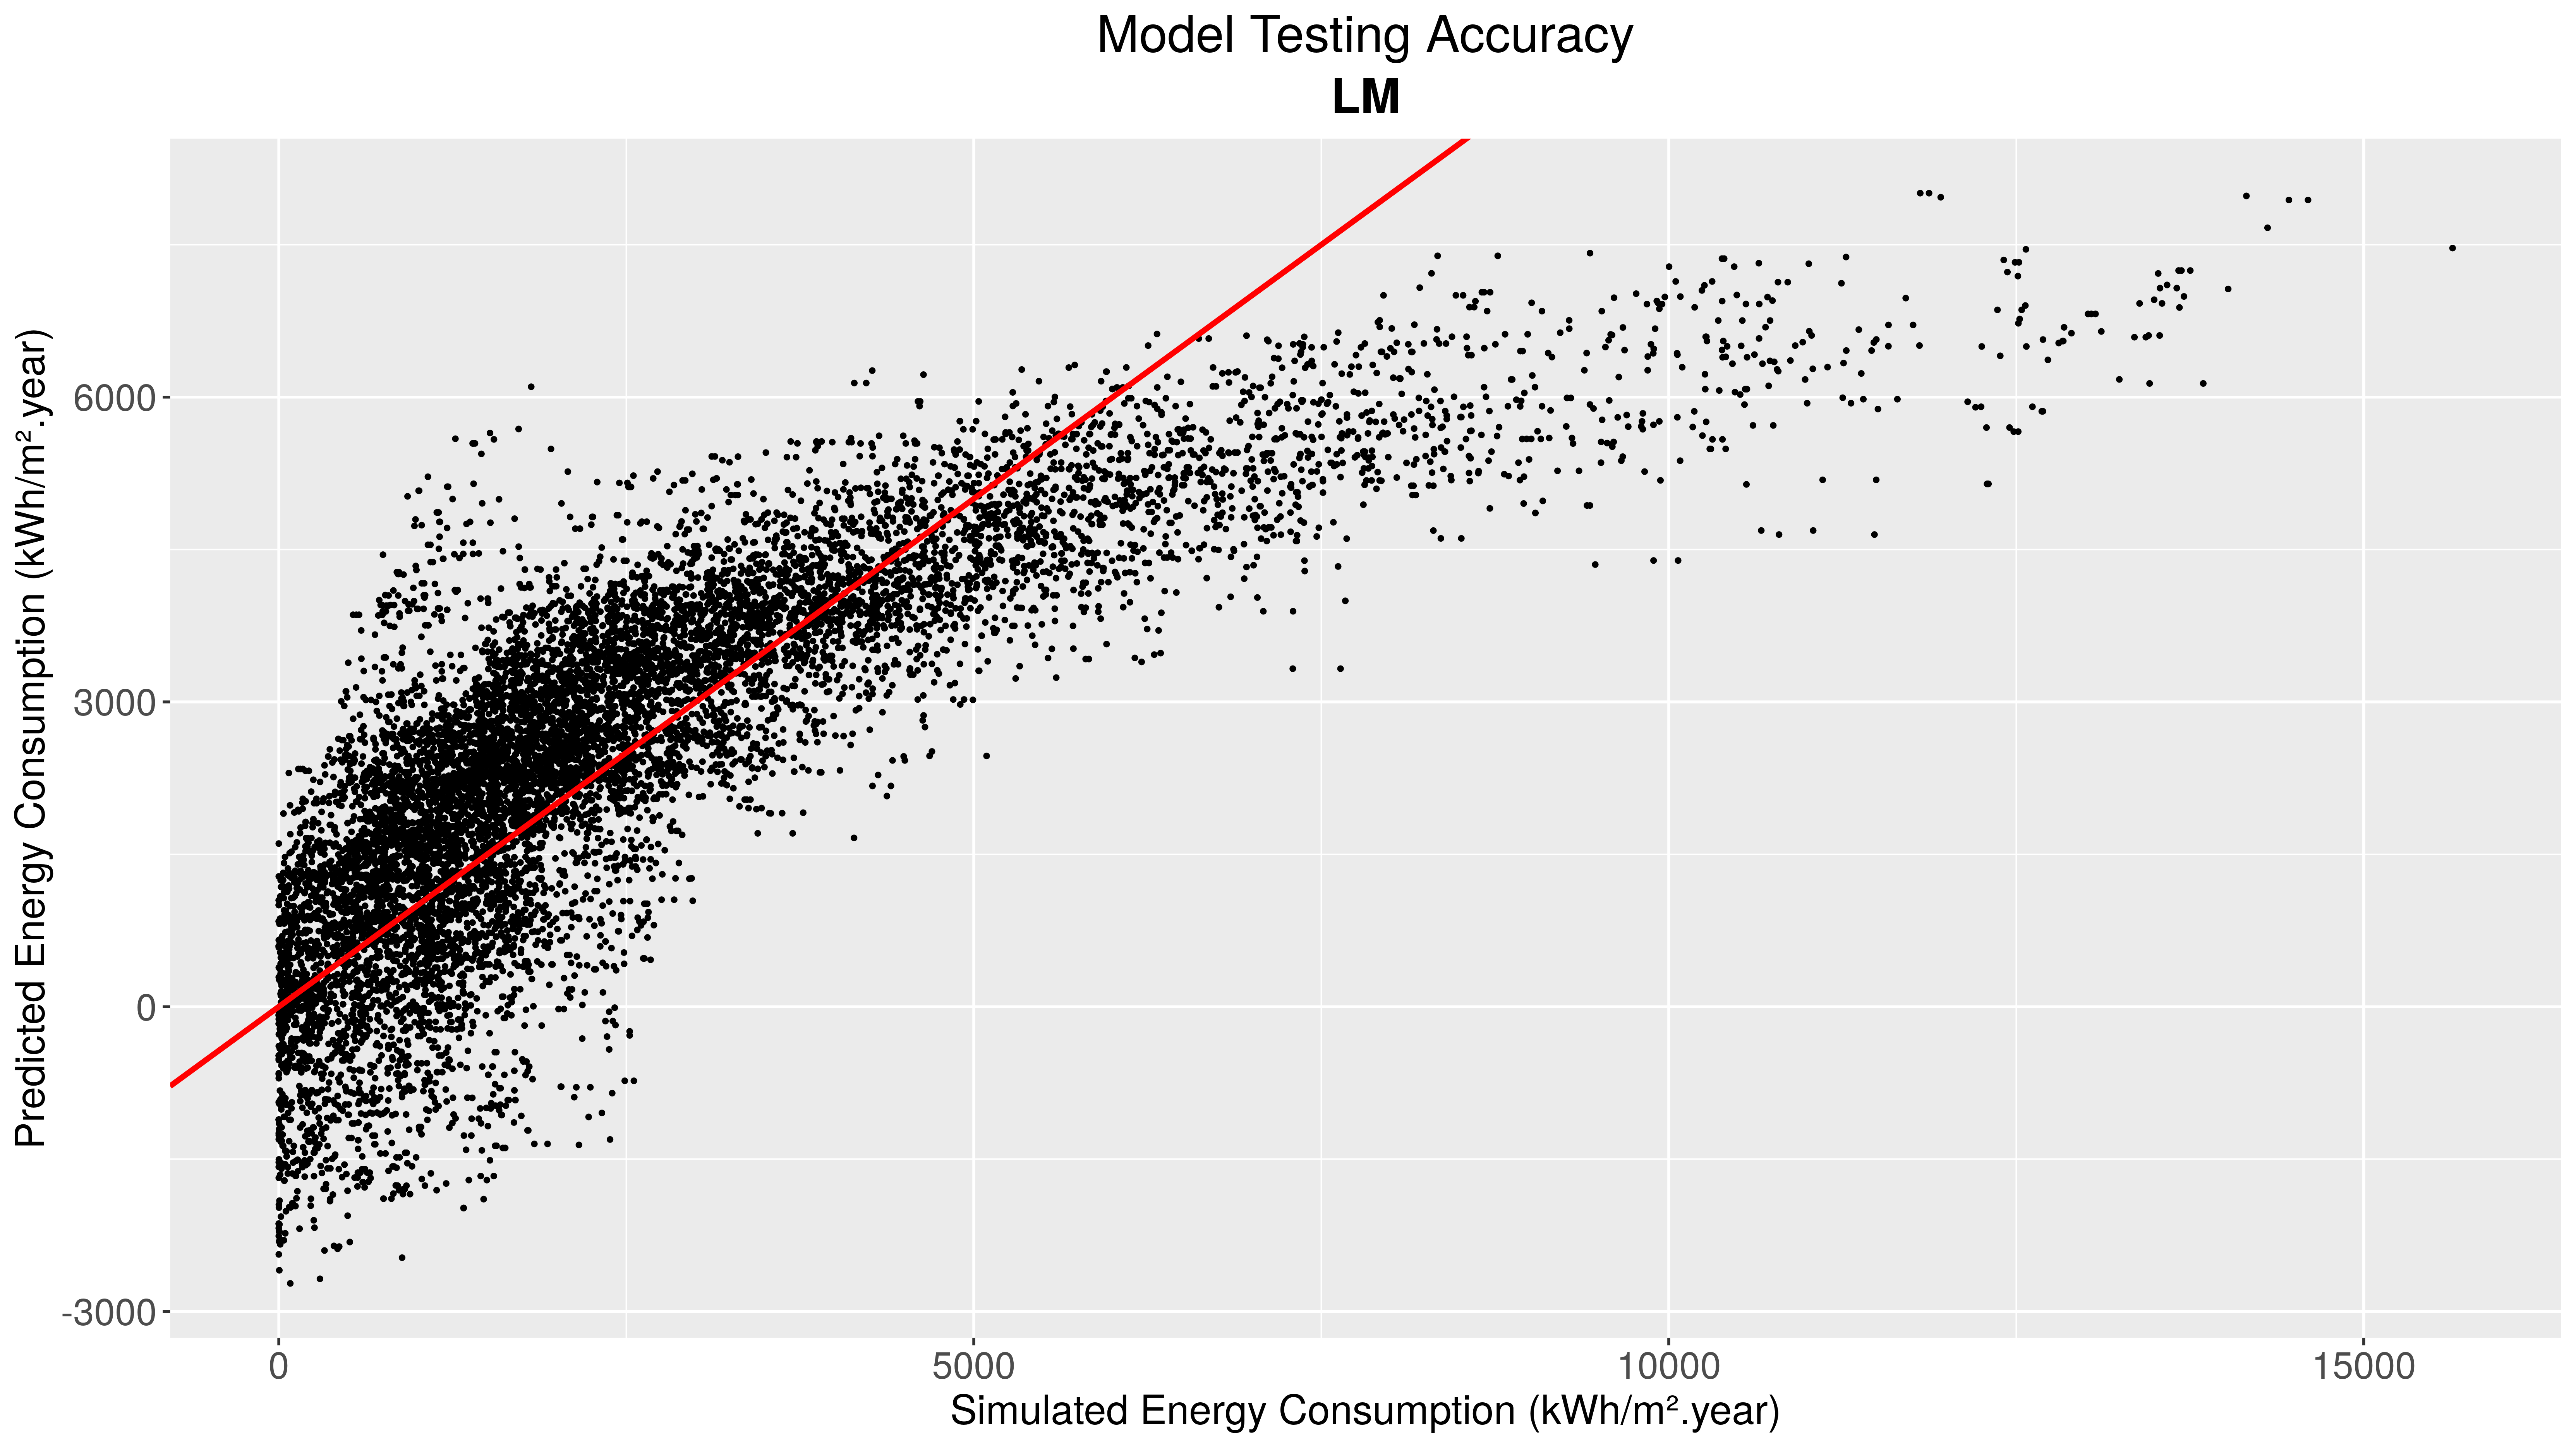 Model Testing Accuracy
LM
Predicted Energy Consumption (kWh/m².year)
6000
3000
0
-3000
0 5000 10000 15000
Simulated Energy Consumption (kWh/m².year)